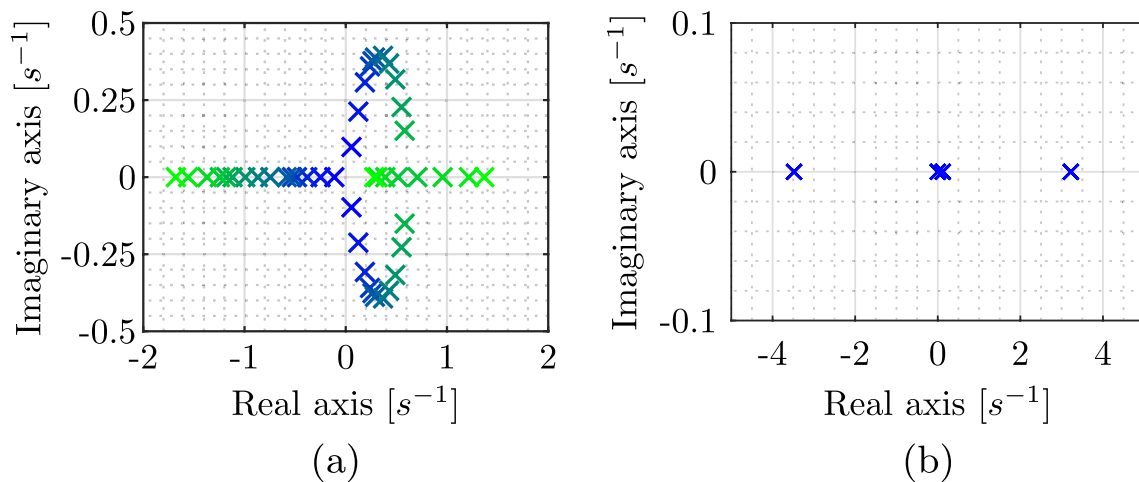 0.5
0.25
0
-0.25
-0.5
-2 -1 0 1 2
Imaginary axis [s⁻¹]
Real axis [s⁻¹]
(a)
0.1
0
-0.1
-4 -2 0 2 4
Imaginary axis [s⁻¹]
Real axis [s⁻¹]
(b)